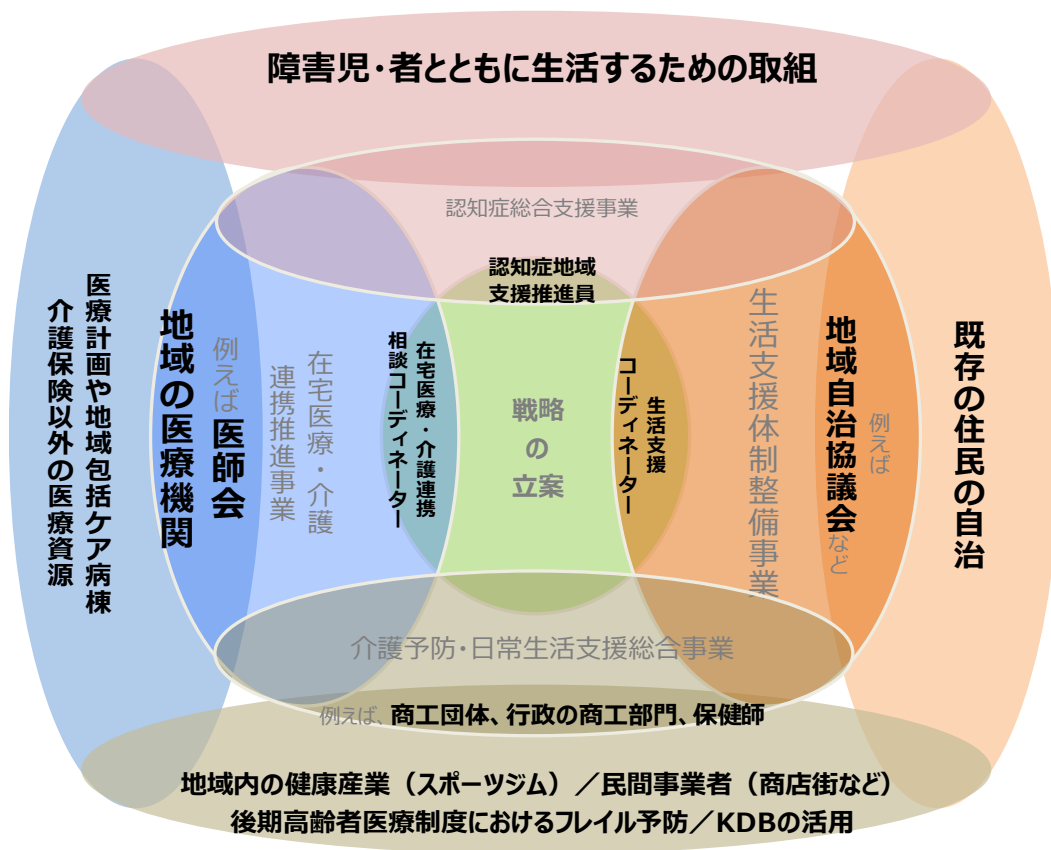 障害児・者とともに生活するための取組
認知症総合支援事業
認知症地域
支援推進員
医療計画や地域包括ケア病棟
介護保険以外の医療資源
地域の医療機関
例えば医師会
在宅医療・介護
連携推進事業
在宅医療・介護連携
相談コーディネーター
戦略
の
立案
生活支援
コーディネーター
生活支援体制整備事業
例えば
地域自治協議会など
既存の住民の自治
介護予防・日常生活支援総合事業
例えば、商工団体、行政の商工部門、保健師
地域内の健康産業（スポーツジム）／民間事業者（商店街など）
後期高齢者医療制度におけるフレイル予防／KDBの活用